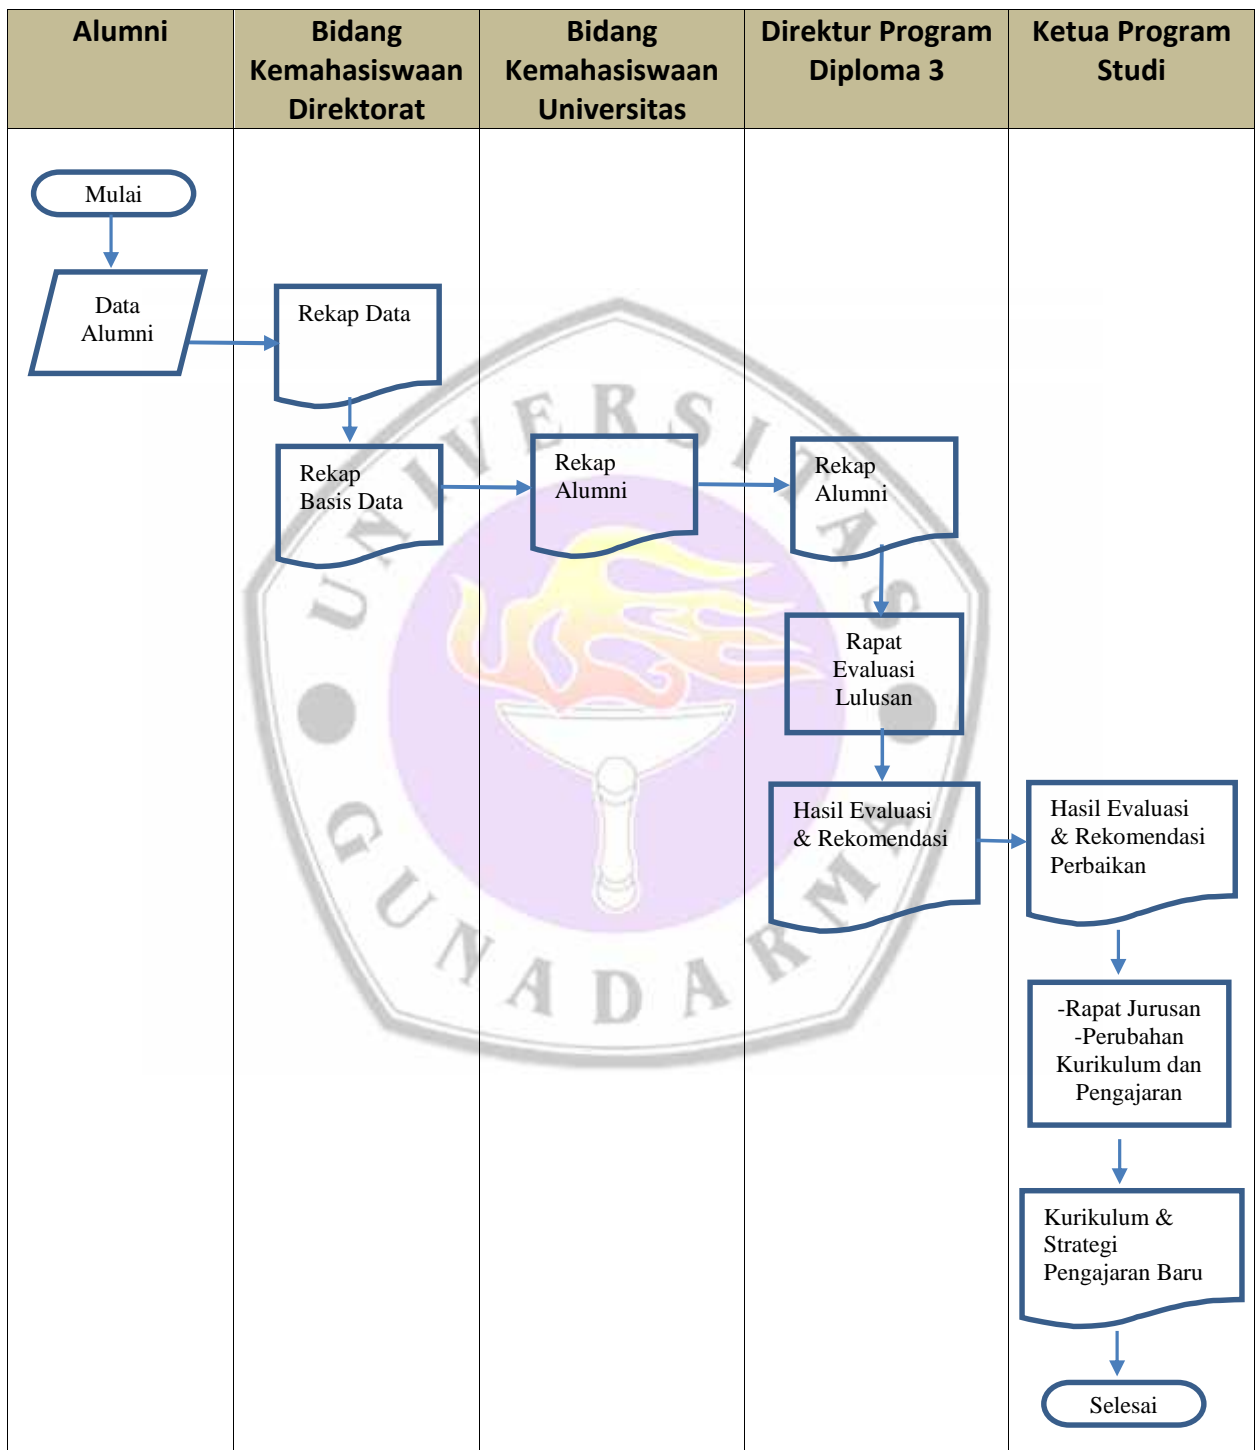 Alumni
Bidang
Kemahasiswaan
Direktorat
Bidang
Kemahasiswaan
Universitas
Direktur Program
Diploma 3
Ketua Program
Studi
Mulai
Data
Alumni
Rekap Data
Rekap
Basis Data
Rekap
Alumni
Rekap
Alumni
Rapat
Evaluasi
Lulusan
Hasil Evaluasi
& Rekomendasi
Hasil Evaluasi
& Rekomendasi
Perbaikan
-Rapat Jurusan
-Perubahan
Kurikulum dan
Pengajaran
Kurikulum &
Strategi
Pengajaran Baru
Selesai
UNIVERSITAS
GUNADARMA